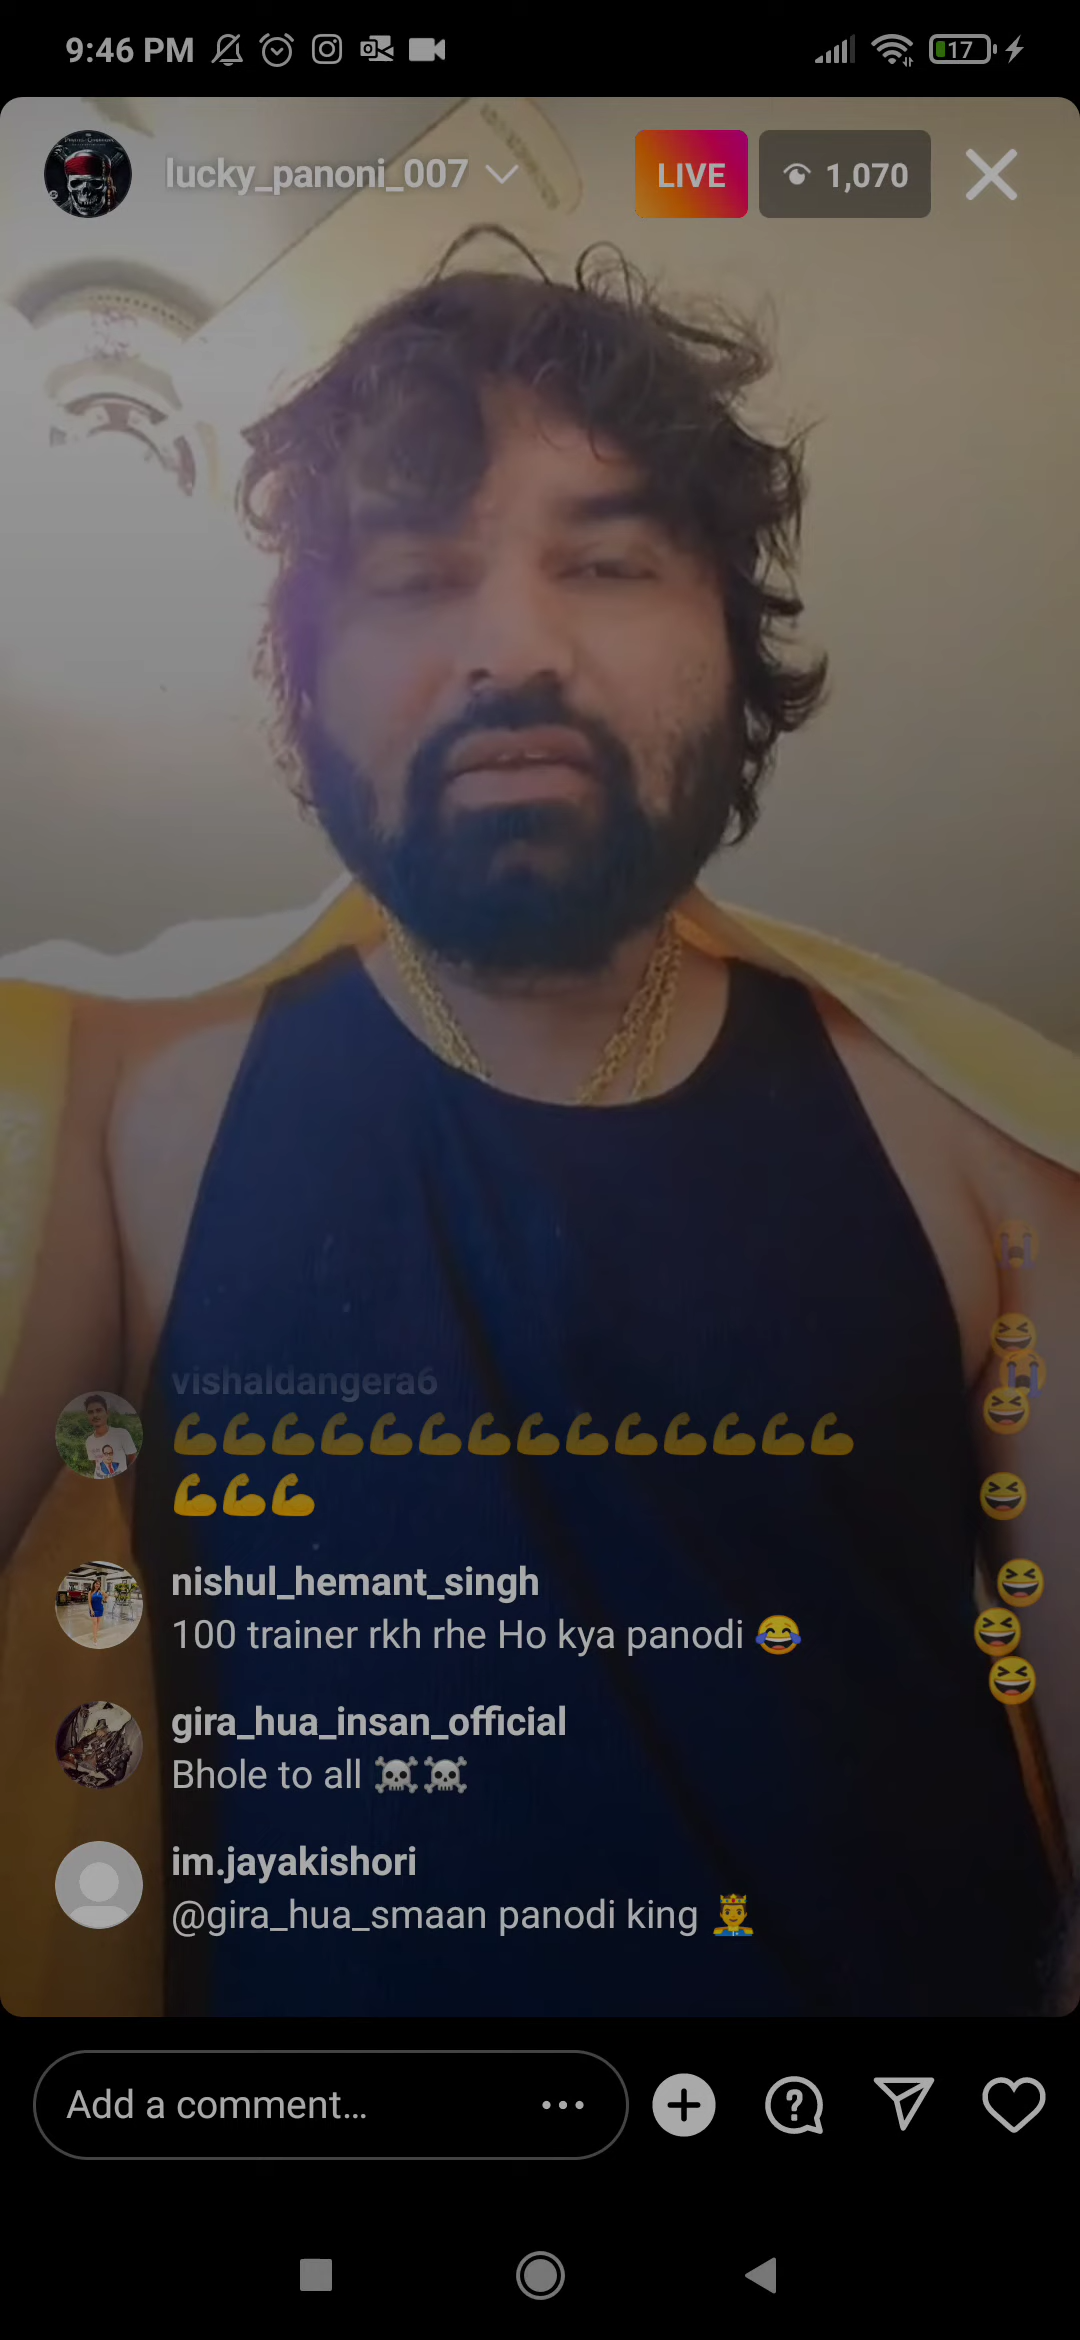 9:46 PM
17
lucky_panoni_007
LIVE
1,070
vishaldangera6
💪💪💪💪💪💪💪💪💪💪💪💪💪💪
💪💪💪
nishul_hemant_singh
100 trainer rkh rhe Ho kya panodi 😂
gira_hua_insan_official
Bhole to all ☠️☠️
im.jayakishori
@gira_hua_smaan panodi king 🤴
Add a comment...